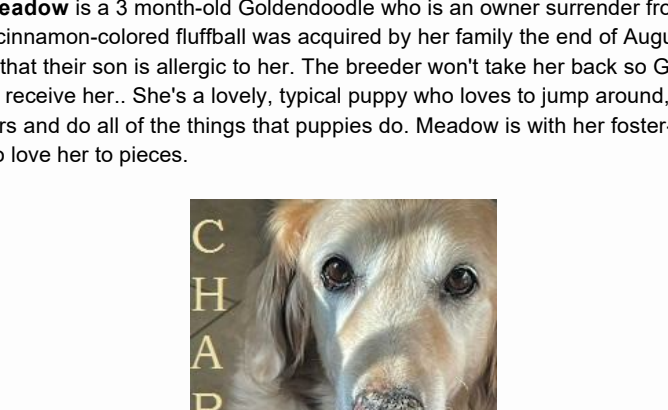 eadow is a 3 month-old Goldendoodle who is an owner surrender fro
cinnamon-colored fluffball was acquired by her family the end of Augu
that their son is allergic to her. The breeder won't take her back so G
receive her.. She's a lovely, typical puppy who loves to jump around,
rs and do all of the things that puppies do. Meadow is with her foster-
o love her to pieces.
C
H
A